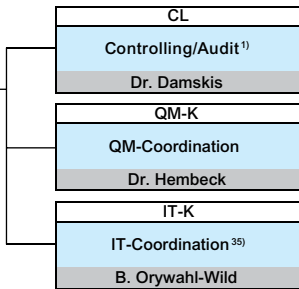 CL
Controlling/Audit 1)
Dr. Damskis
QM-K
QM-Coordination
Dr. Hembeck
IT-K
IT-Coordination 35)
B. Orywahl-Wild